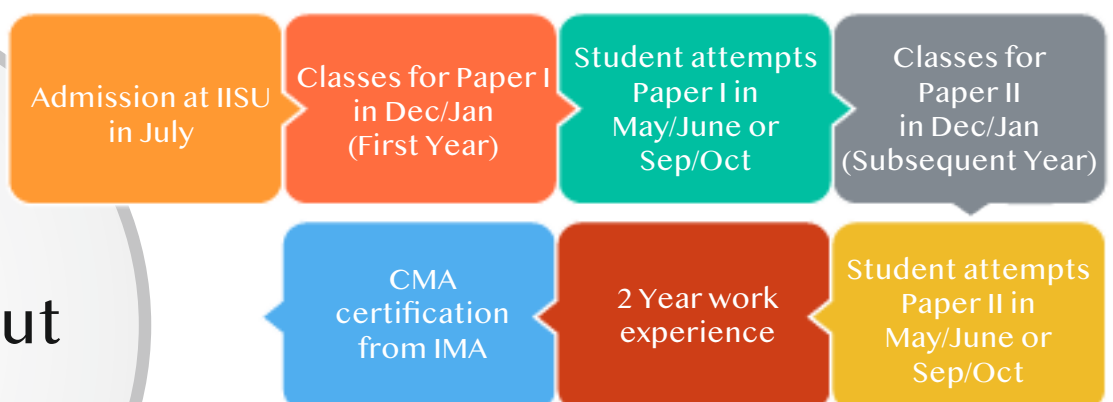 Admission at IISU
in July
Classes for Paper I
in Dec/Jan
(First Year)
Student attempts
Paper I in
May/June or
Sep/Oct
Classes for
Paper II
in Dec/Jan
(Subsequent Year)
Student attempts
Paper II in
May/June or
Sep/Oct
2 Year work
experience
CMA
certification
from IMA
ut